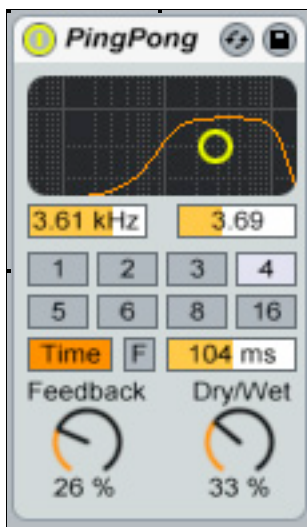 PingPong
3.61 kHz 3.69
1 2 3 4
5 6 8 16
Time F 104 ms
Feedback Dry/Wet
26 % 33 %